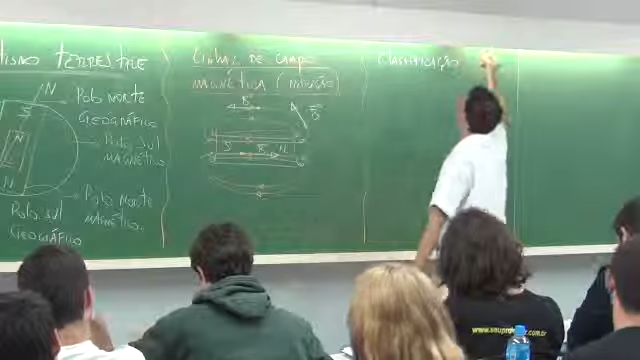 TISMO TERRESTRE
N
S
POLO NORTE
GEOGRÁFICO
POLO SUL
MAGNÉTICO
N
POLO NORTE
MAGNÉTICO.
POLO SUL
GEOGRÁFICO
LINHAS DE CAMPO
MAGNÉTICA (INDUÇÃO)
B
B
S
B
N
CLASSIFICAÇÃO